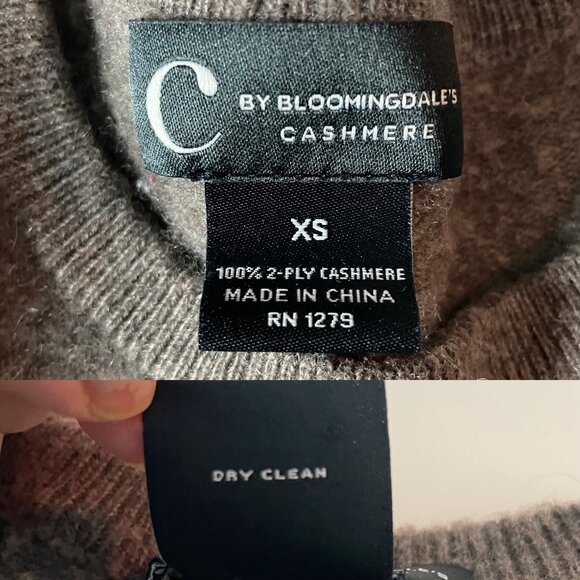 C
BY BLOOMINGDALE'S
CASHMERE
XS
100% 2-PLY CASHMERE
MADE IN CHINA
RN 1279
DRY CLEAN